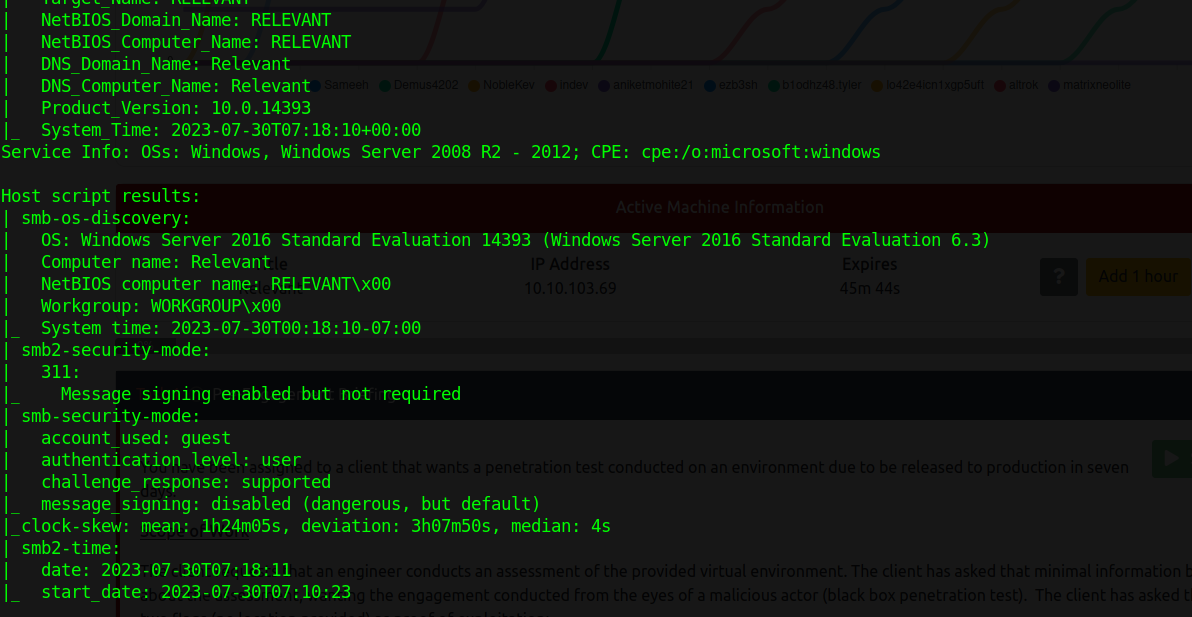 |   Target_Name: RELEVANT
|   NetBIOS_Domain_Name: RELEVANT
|   NetBIOS_Computer_Name: RELEVANT
|   DNS_Domain_Name: Relevant
|   DNS_Computer_Name: Relevant
Sameeh Demus4202 NobleKev indev aniketmohite21 ezb3sh
|   Product_Version: 10.0.14393
|_  System_Time: 2023-07-30T07:18:10+00:00
Service Info: OSs: Windows, Windows Server 2008 R2 - 2012; CPE: cpe:/o:microsoft:windows
Host script results:
Active Machine Information
| smb-os-discovery:
|   OS: Windows Server 2016 Standard Evaluation 14393 (Windows Server 2016 Standard Evaluation 6.3)
|   Computer name: Relevant
IP Address Expires
? Add 1 hour
|   NetBIOS computer name: RELEVANT\x00
10.10.103.69 45m 44s
|   Workgroup: WORKGROUP\x00
|_  System time: 2023-07-30T00:18:10-07:00
| smb2-security-mode:
|   311:
|_    Message signing enabled but not required
| smb-security-mode:
|   account_used: guest
|   authentication_level: user
assigned to a client that wants a penetration test conducted on an environment due to be released to production in seven
|   challenge_response: supported
|_  message_signing: disabled (dangerous, but default)
|_clock-skew: mean: 1h24m05s, deviation: 3h07m50s, median: 4s
Scope of Work
| smb2-time:
|   date: 2023-07-30T07:18:11
an engineer conducts an assessment of the provided virtual environment. The client has asked that minimal information
|_  start_date: 2023-07-30T07:10:23
the engagement conducted from the eyes of a malicious actor (black box penetration test). The client has asked